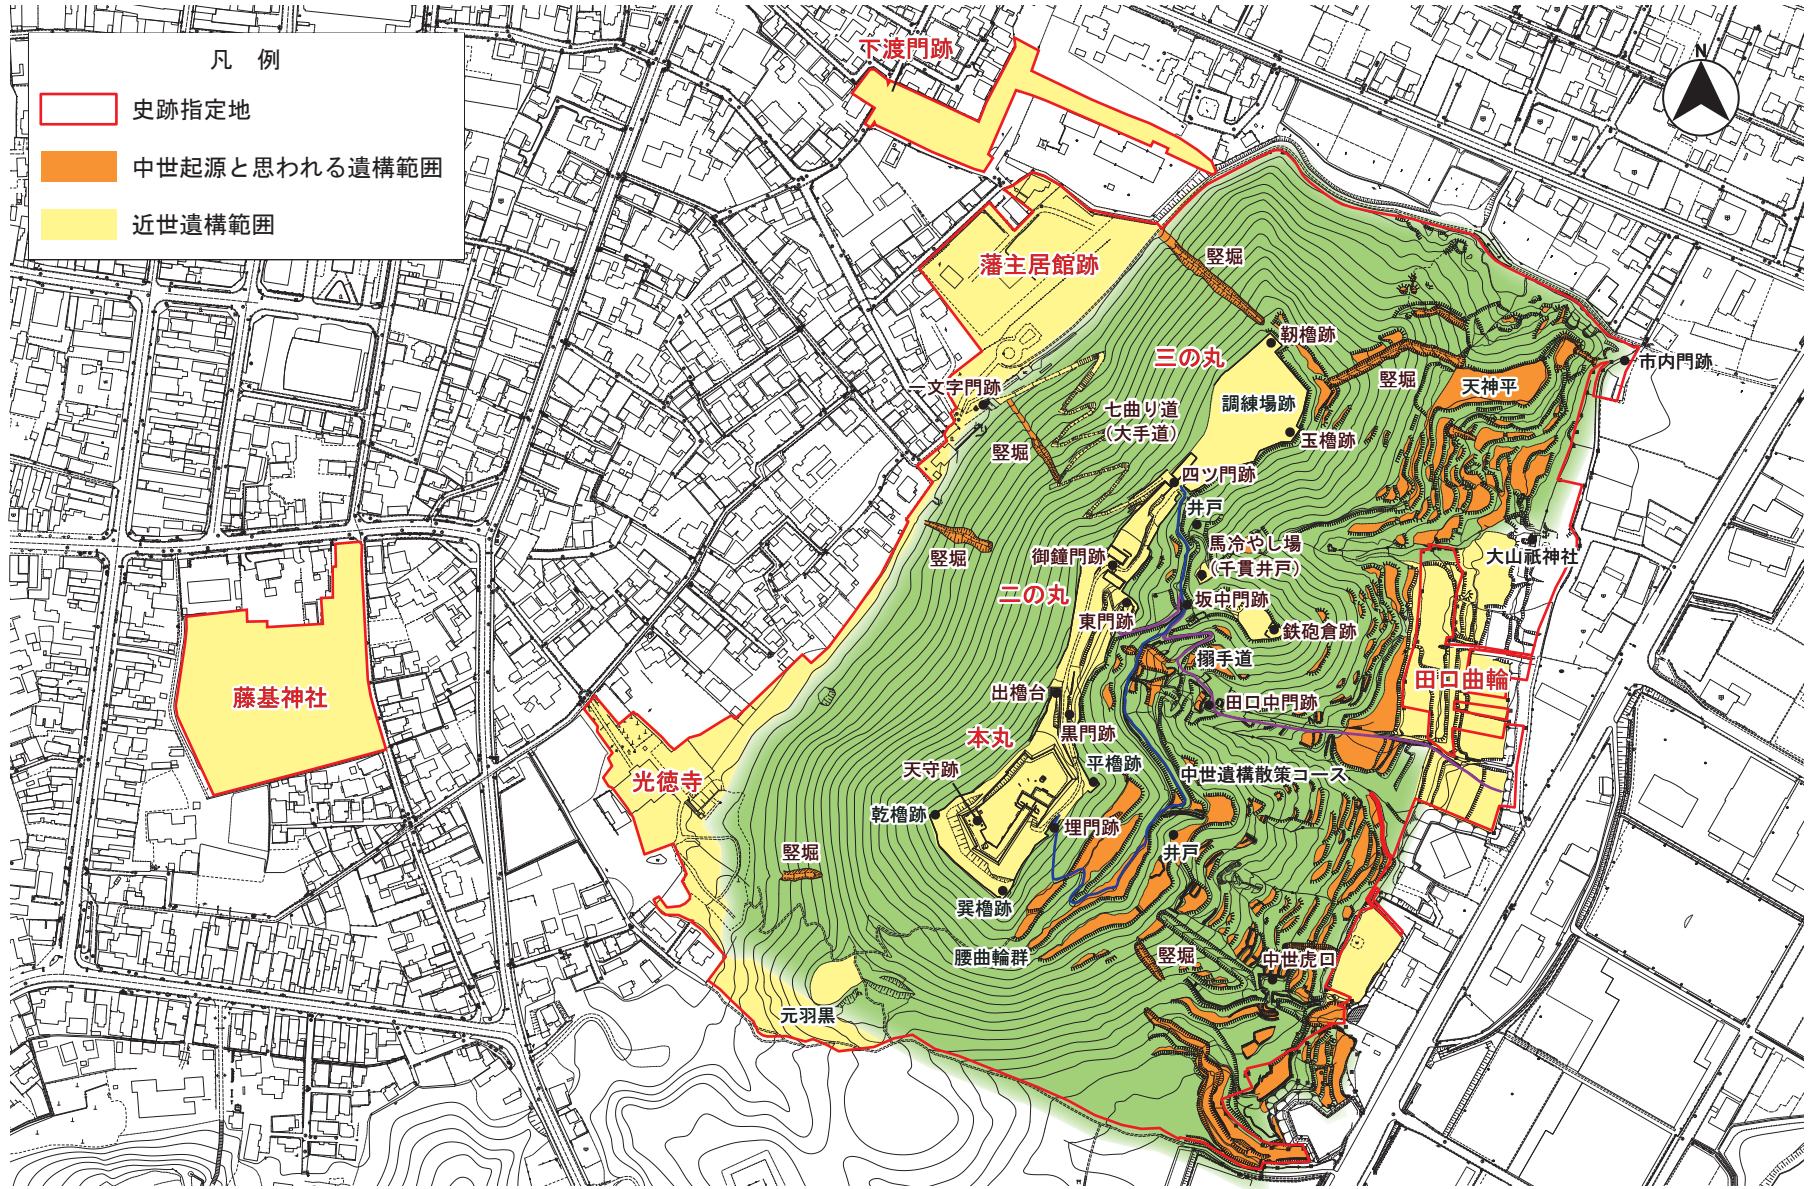 凡 例
史跡指定地
中世起源と思われる遺構範囲
近世遺構範囲
下渡門跡
N
藩主居館跡
竪堀
靭櫓跡
三の丸
市内門跡
竪堀
天神平
一文字門跡
調練場跡
七曲り道
（大手道）
玉櫓跡
竪堀
四ツ門跡
井戸
竪堀
馬冷やし場
（千貫井戸）
大山祇神社
御鐘門跡
二の丸
坂中門跡
東門跡
鉄砲倉跡
搦手道
田口曲輪
藤基神社
出櫓台
田口中門跡
黒門跡
本丸
光徳寺
天守跡
平櫓跡
中世遺構散策コース
乾櫓跡
埋門跡
井戸
竪堀
巽櫓跡
腰曲輪群
竪堀
中世虎口
元羽黒